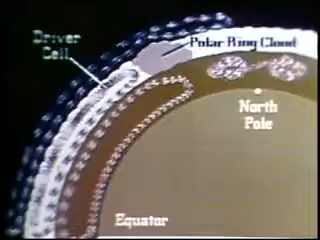 Driver
Cell
Polar Ring Cloud
North
Pole
Equator